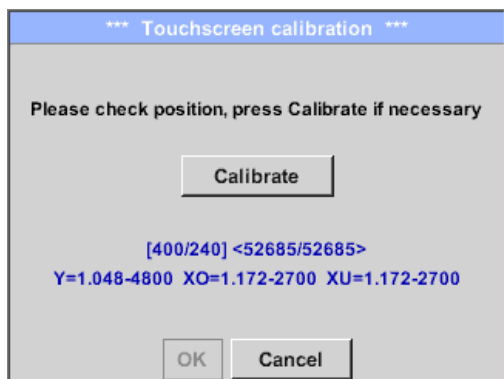 *** Touchscreen calibration ***
Please check position, press Calibrate if necessary
Calibrate
[400/240] <52685/52685>
Y=1.048-4800 XO=1.172-2700 XU=1.172-2700
OK Cancel